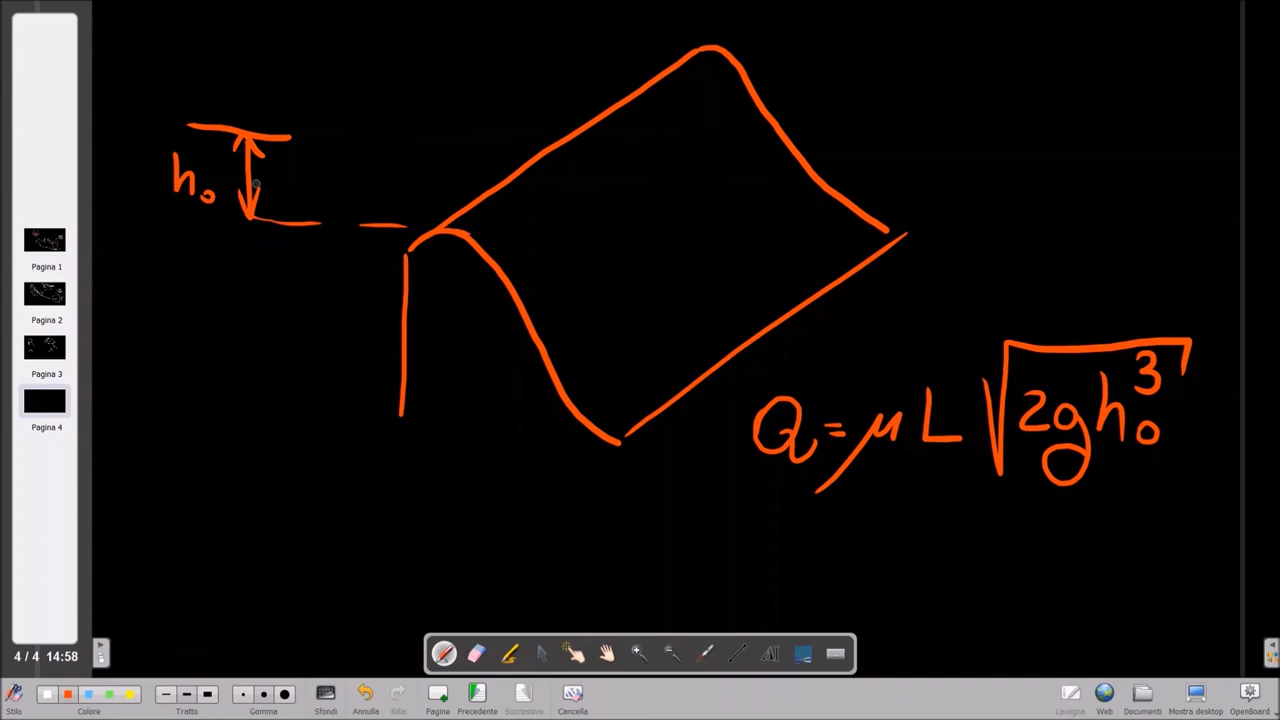 h₀
Q = μ L √(2gh₀³)
Pagina 1
Pagina 2
Pagina 3
Pagina 4
4 / 4 14:58
Stilo Colore Tratto Gomma Sfondi Annulla Rifai Pagine Precedente Successivo Cancella Lavagna Web Documenti Mostra desktop OpenBoard